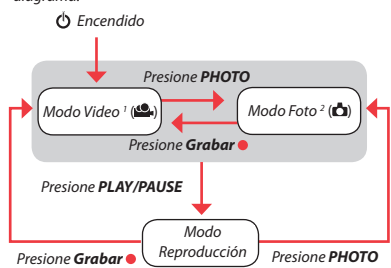 diagrama.
Encendido
Presione PHOTO
Modo Video ¹ ( ) Modo Foto ² ( )
Presione Grabar
Presione PLAY/PAUSE
Modo
Reproducción
Presione Grabar
Presione PHOTO